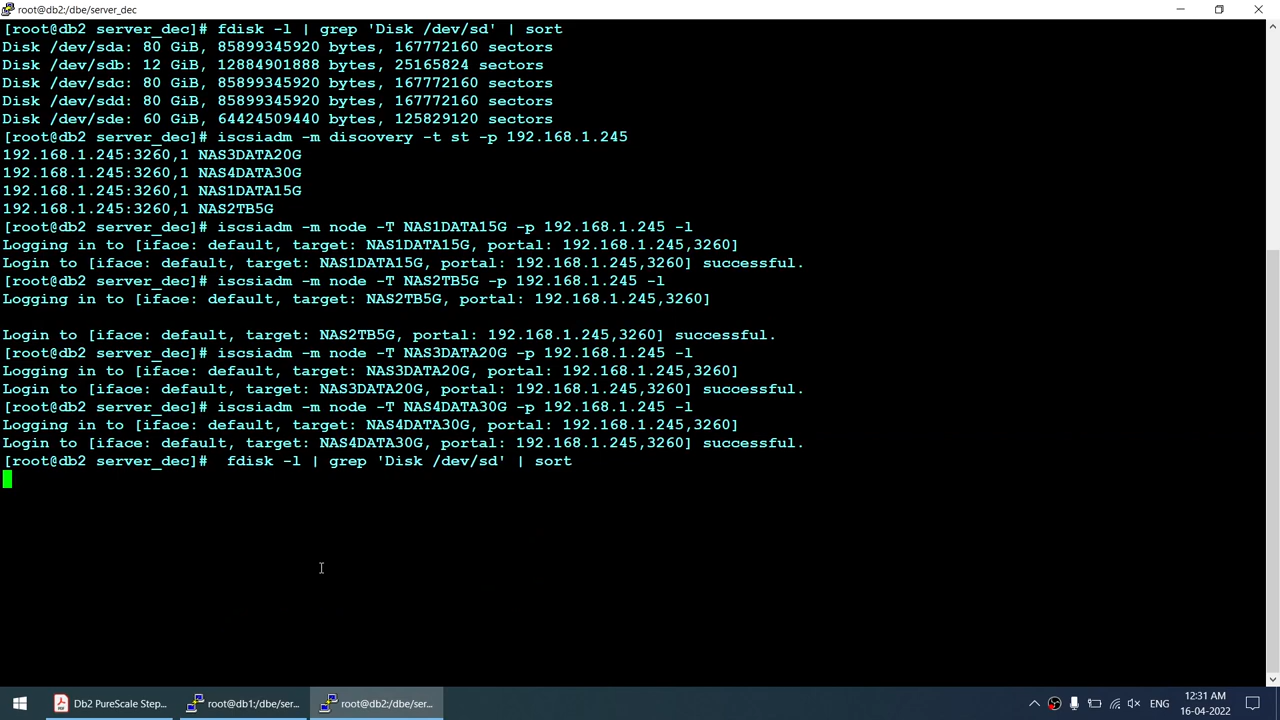 root@db2:/dbe/server_dec
[root@db2 server_dec]# fdisk -l | grep 'Disk /dev/sd' | sort
Disk /dev/sda: 80 GiB, 85899345920 bytes, 167772160 sectors
Disk /dev/sdb: 12 GiB, 12884901888 bytes, 25165824 sectors
Disk /dev/sdc: 80 GiB, 85899345920 bytes, 167772160 sectors
Disk /dev/sdd: 80 GiB, 85899345920 bytes, 167772160 sectors
Disk /dev/sde: 60 GiB, 64424509440 bytes, 125829120 sectors
[root@db2 server_dec]# iscsiadm -m discovery -t st -p 192.168.1.245
192.168.1.245:3260,1 NAS3DATA20G
192.168.1.245:3260,1 NAS4DATA30G
192.168.1.245:3260,1 NAS1DATA15G
192.168.1.245:3260,1 NAS2TB5G
[root@db2 server_dec]# iscsiadm -m node -T NAS1DATA15G -p 192.168.1.245 -l
Logging in to [iface: default, target: NAS1DATA15G, portal: 192.168.1.245,3260]
Login to [iface: default, target: NAS1DATA15G, portal: 192.168.1.245,3260] successful.
[root@db2 server_dec]# iscsiadm -m node -T NAS2TB5G -p 192.168.1.245 -l
Logging in to [iface: default, target: NAS2TB5G, portal: 192.168.1.245,3260]
Login to [iface: default, target: NAS2TB5G, portal: 192.168.1.245,3260] successful.
[root@db2 server_dec]# iscsiadm -m node -T NAS3DATA20G -p 192.168.1.245 -l
Logging in to [iface: default, target: NAS3DATA20G, portal: 192.168.1.245,3260]
Login to [iface: default, target: NAS3DATA20G, portal: 192.168.1.245,3260] successful.
[root@db2 server_dec]# iscsiadm -m node -T NAS4DATA30G -p 192.168.1.245 -l
Logging in to [iface: default, target: NAS4DATA30G, portal: 192.168.1.245,3260]
Login to [iface: default, target: NAS4DATA30G, portal: 192.168.1.245,3260] successful.
[root@db2 server_dec]#  fdisk -l | grep 'Disk /dev/sd' | sort
Db2 PureScale Step...
root@db1:/dbe/ser...
root@db2:/dbe/ser...
ENG
12:31 AM
16-04-2022